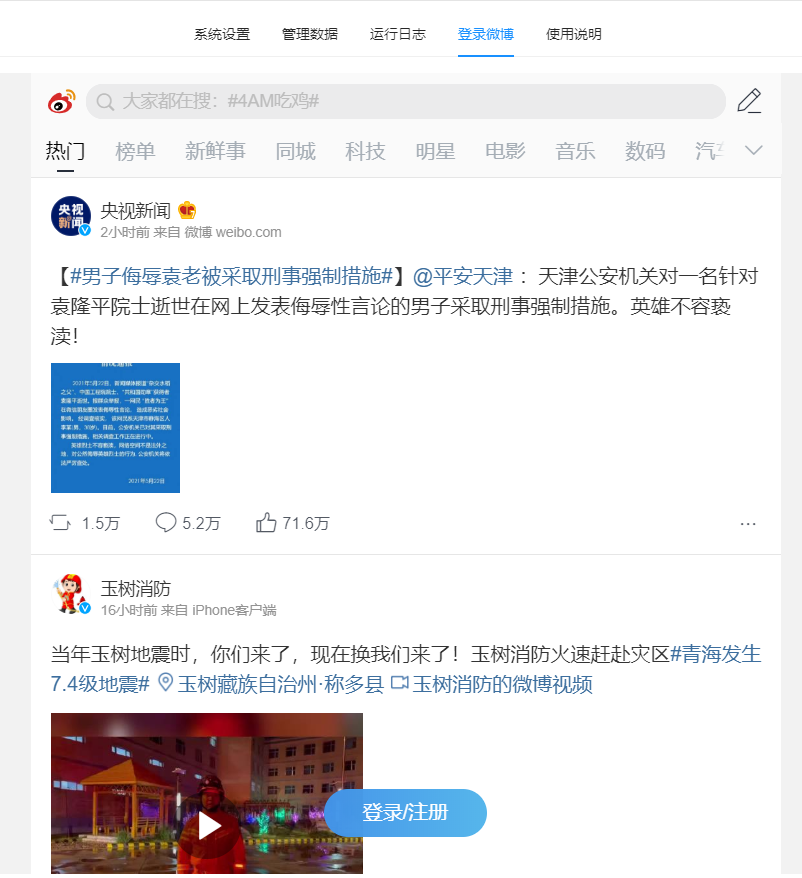 系统设置 管理数据 运行日志 登录微博 使用说明
大家都在搜：#4AM吃鸡#
热门 榜单 新鲜事 同城 科技 明星 电影 音乐 数码
央视新闻
2小时前 来自 微博 weibo.com
【#男子侮辱袁老被采取刑事强制措施#】@平安天津 ：天津公安机关对一名针对
袁隆平院士逝世在网上发表侮辱性言论的男子采取刑事强制措施。英雄不容亵
渎！
2021年5月22日
1.5万 5.2万 71.6万
玉树消防
16小时前 来自 iPhone客户端
当年玉树地震时，你们来了，现在换我们来了！玉树消防火速赶赴灾区#青海发生
7.4级地震# 玉树藏族自治州·称多县 玉树消防的微博视频
登录/注册